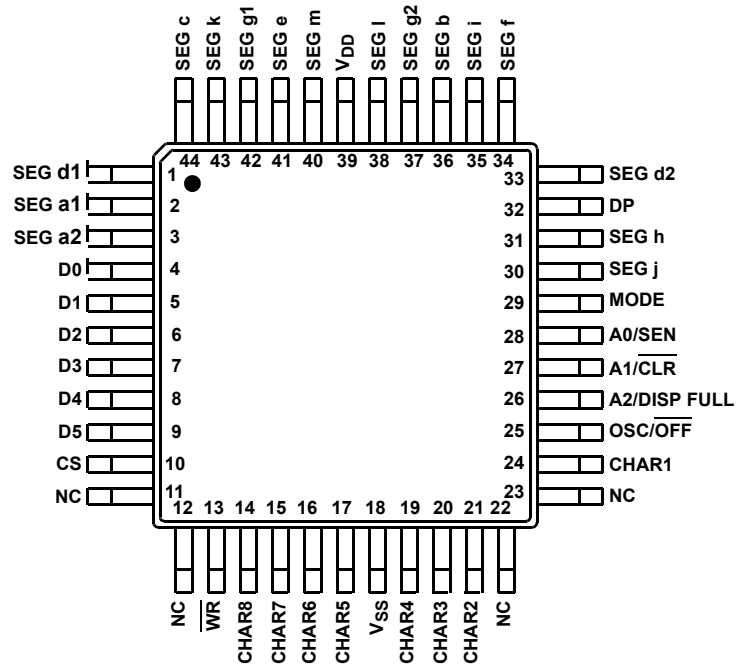 SEG c
SEG k
SEG g1
SEG e
SEG m
VDD
SEG l
SEG g2
SEG b
SEG i
SEG f
44 43 42 41 40 39 38 37 36 35 34
SEG d1 1
SEG a1 2
SEG a2 3
D0 4
D1 5
D2 6
D3 7
D4 8
D5 9
CS 10
NC 11
33 SEG d2
32 DP
31 SEG h
30 SEG j
29 MODE
28 A0/SEN
27 A1/CLR
26 A2/DISP FULL
25 OSC/OFF
24 CHAR1
23 NC
12 13 14 15 16 17 18 19 20 21 22
NC
WR
CHAR8
CHAR7
CHAR6
CHAR5
VSS
CHAR4
CHAR3
CHAR2
NC